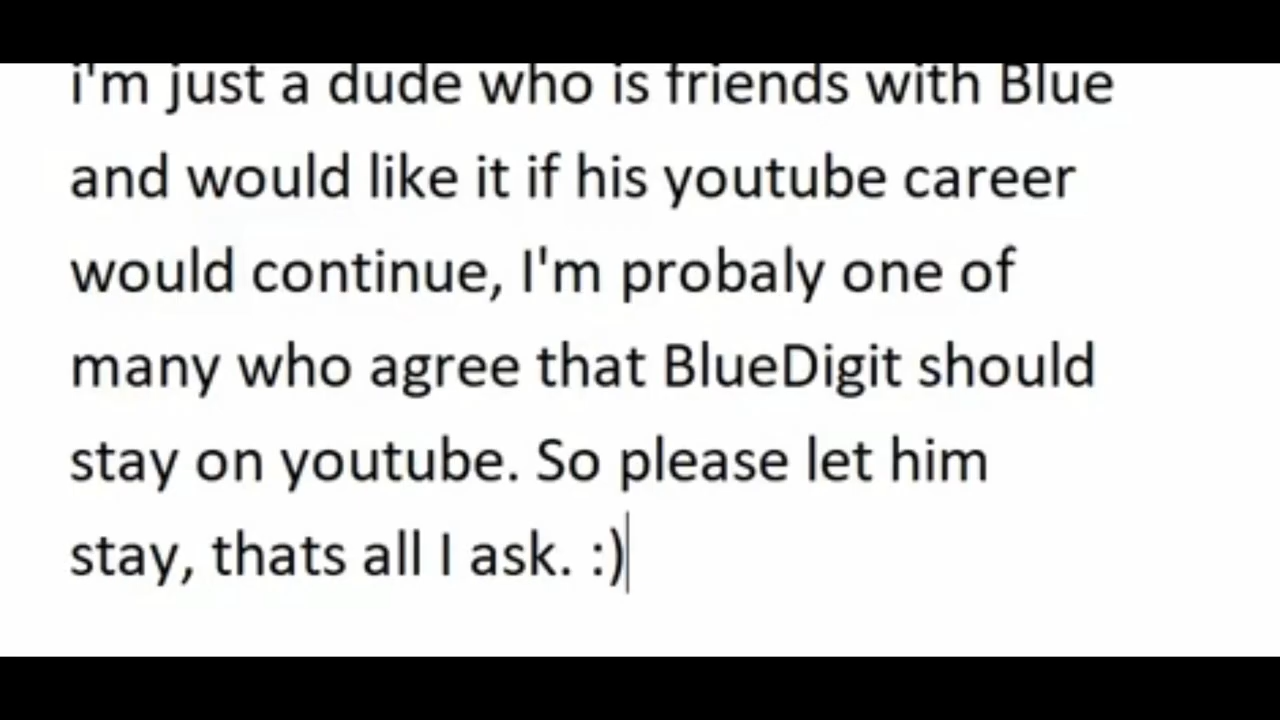 i'm just a dude who is friends with Blue
and would like it if his youtube career
would continue, I'm probaly one of
many who agree that BlueDigit should
stay on youtube. So please let him
stay, thats all I ask. :)